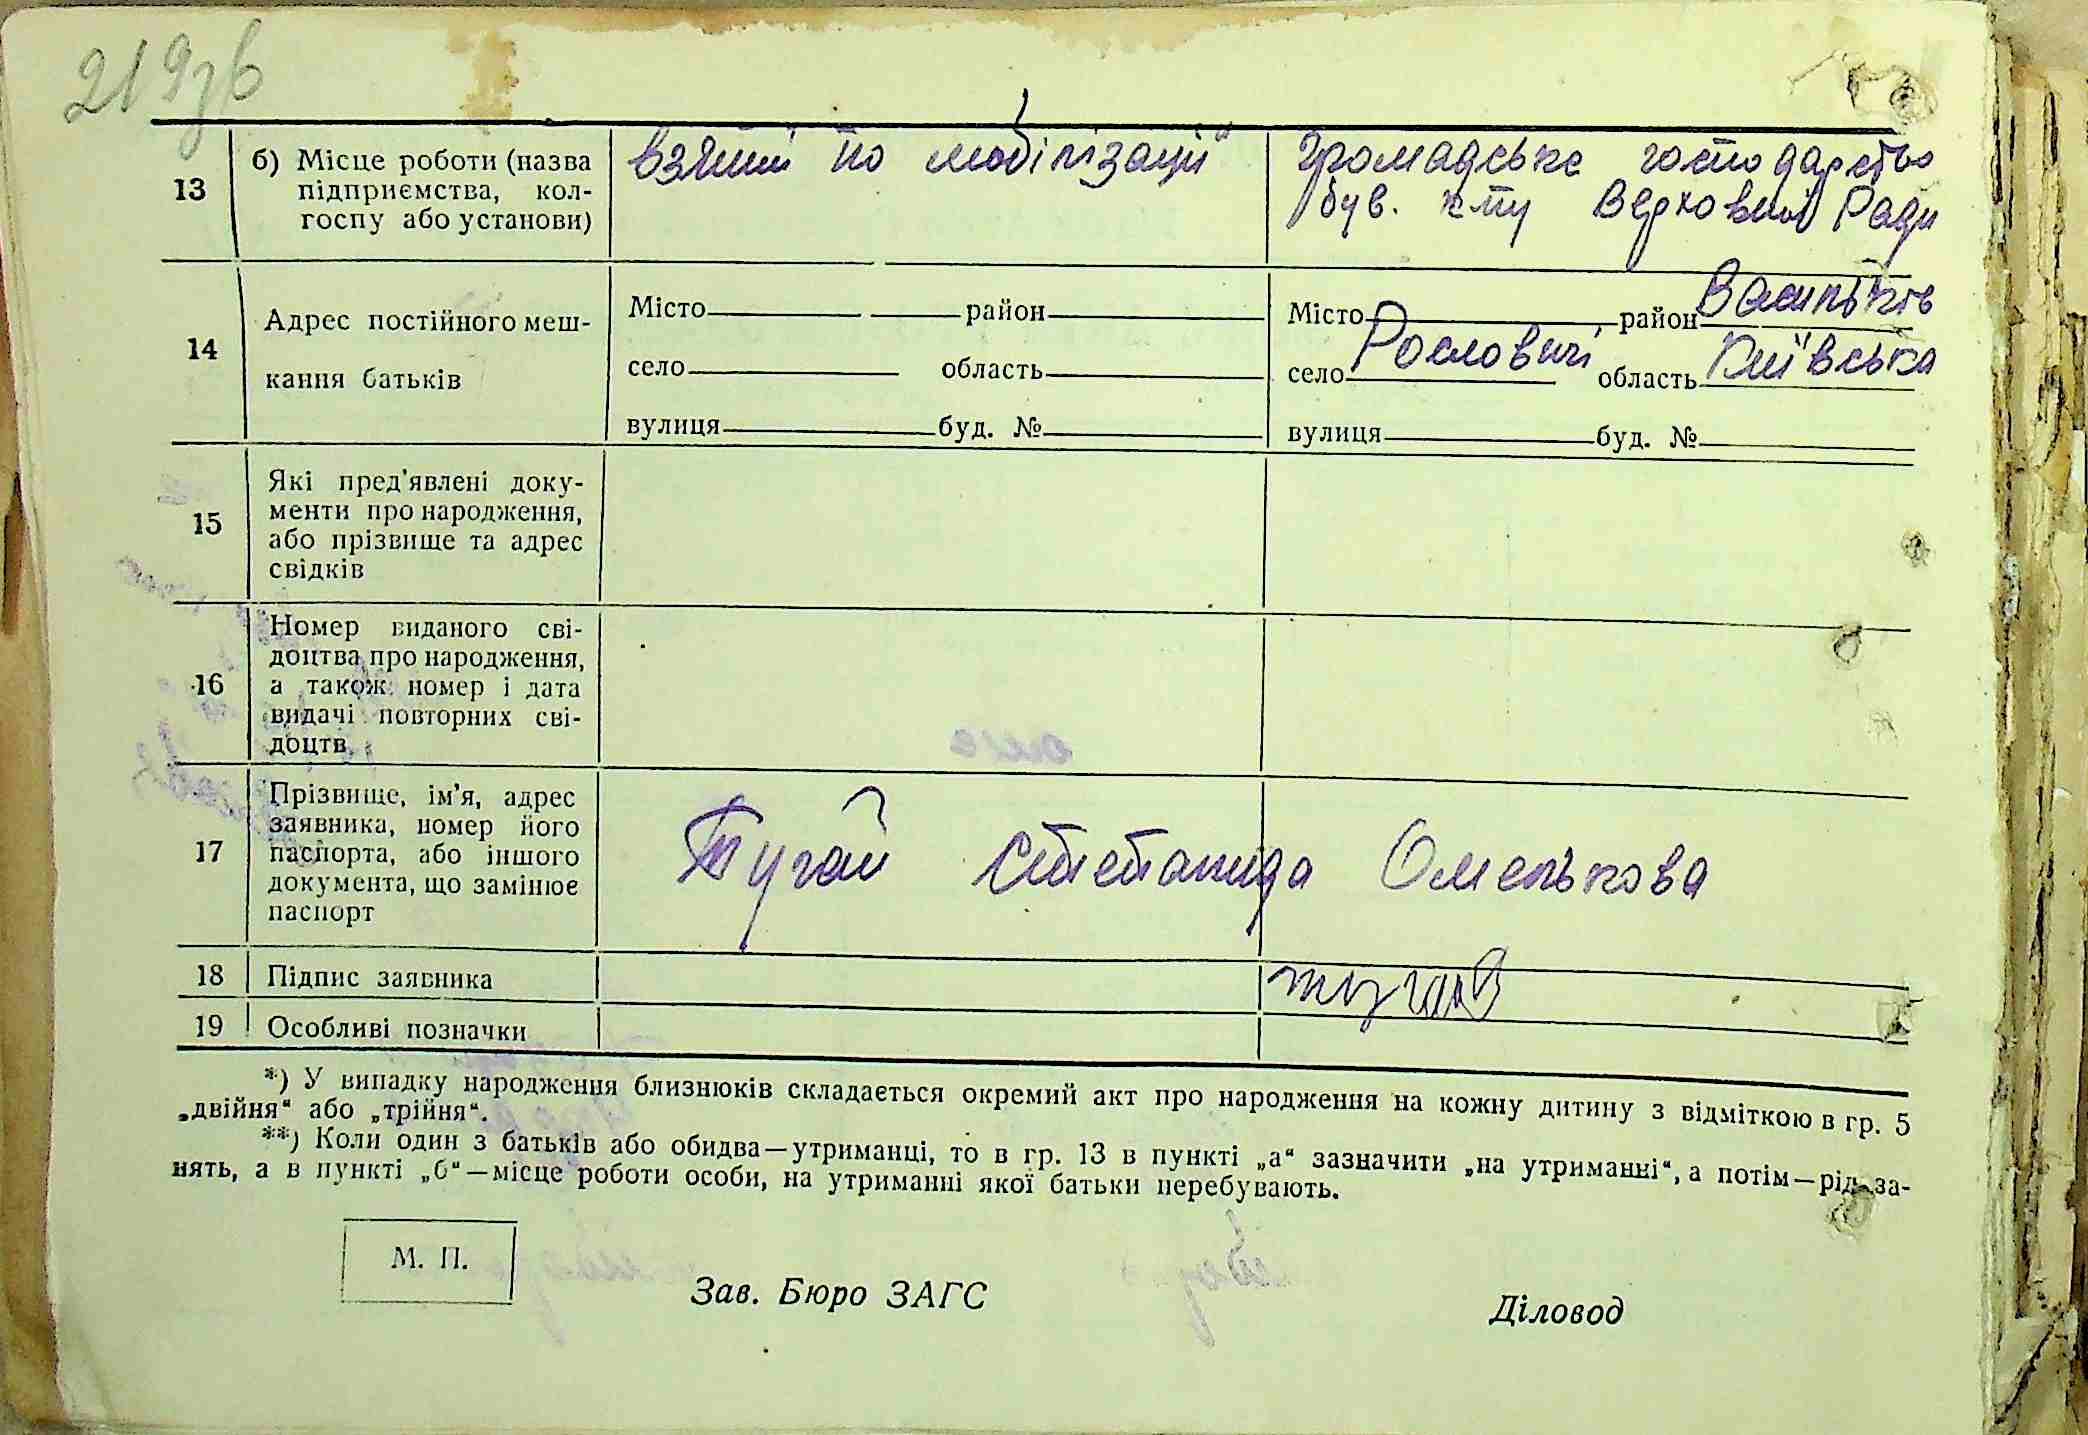 219зв
13 б) Місце роботи (назва
підприємства, кол-
госпу або установи)
взятий по мобілізації
Громадське господарство
був. к-пу Верховної Ради
14 Адрес постійного меш-
кання батьків
Місто район
село область
вулиця буд. №
Місто район Васильків
село Рословичі область Київська
вулиця буд. №
15 Які пред'явлені доку-
менти про народження,
або прізвище та адрес
свідків
16 Номер виданого сві-
доцтва про народження,
а також номер і дата
видачі повторних сві-
доцтв
17 Прізвище, ім'я, адрес
заявника, номер його
паспорта, або іншого
документа, що замінює
паспорт
Тугай Степанида Омелькова
18 Підпис заявника
19 Особливі позначки
*) У випадку народження близнюків складається окремий акт про народження на кожну дитину з відміткою в гр. 5
„двійня“ або „трійня“.
**) Коли один з батьків або обидва—утриманці, то в гр. 13 в пункті „а“ зазначити „на утриманні“, а потім—рід за-
нять, а в пункті „б“—місце роботи особи, на утриманні якої батьки перебувають.
М. П.
Зав. Бюро ЗАГС
Діловод